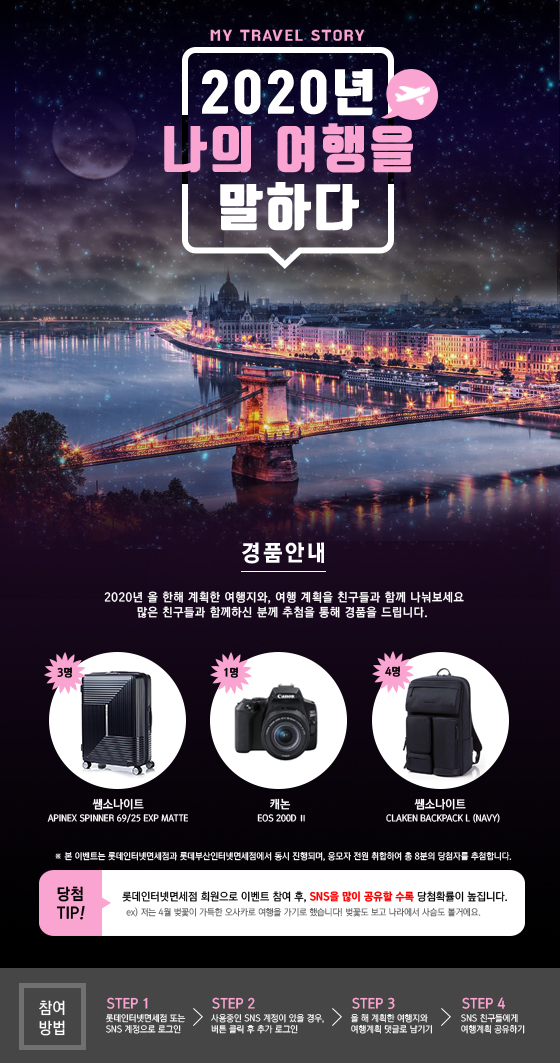 MY TRAVEL STORY
2020년
나의 여행을
말하다
경품안내
2020년 올 한해 계획한 여행지와, 여행 계획을 친구들과 함께 나눠보세요
많은 친구들과 함께하신 분께 추첨을 통해 경품을 드립니다.
3명
1명
4명
Canon
쌤소나이트
APINEX SPINNER 69/25 EXP MATTE
캐논
EOS 200D II
쌤소나이트
CLAKEN BACKPACK L (NAVY)
※ 본 이벤트는 롯데인터넷면세점과 롯데부산인터넷면세점에서 동시 진행되며, 응모자 전원 취합하여 총 8분의 당첨자를 추첨합니다.
당첨
TIP!
롯데인터넷면세점 회원으로 이벤트 참여 후, SNS을 많이 공유할 수록 당첨확률이 높집니다.
ex) 저는 4월 벚꽃이 가득한 오사카로 여행을 가기로 했습니다! 벚꽃도 보고 나라에서 사슴도 볼거에요.
참여
방법
STEP 1
롯데인터넷면세점 또는
SNS 계정으로 로그인
STEP 2
사용중인 SNS 계정이 있을 경우,
버튼 클릭 후 추가 로그인
STEP 3
올 해 계획한 여행지와
여행계획 댓글로 남기기
STEP 4
SNS 친구들에게
여행계획 공유하기